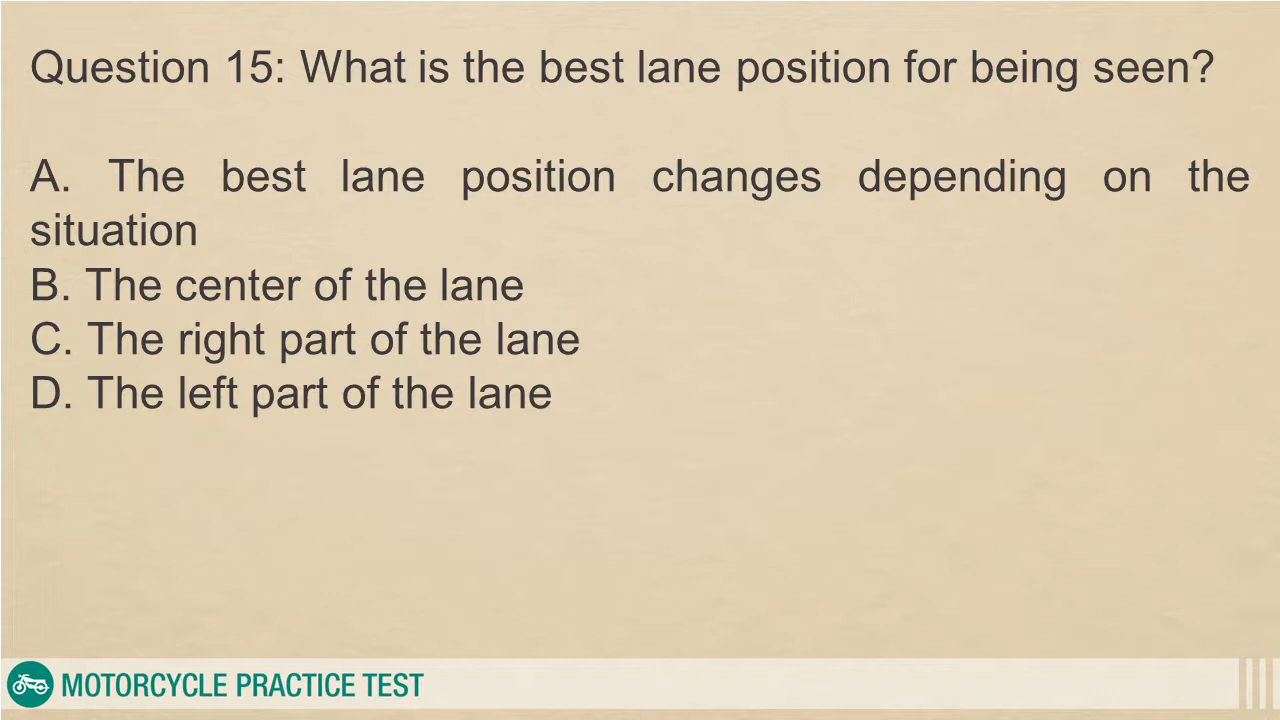 Question 15: What is the best lane position for being seen?
A. The best lane position changes depending on the
situation
B. The center of the lane
C. The right part of the lane
D. The left part of the lane
MOTORCYCLE PRACTICE TEST